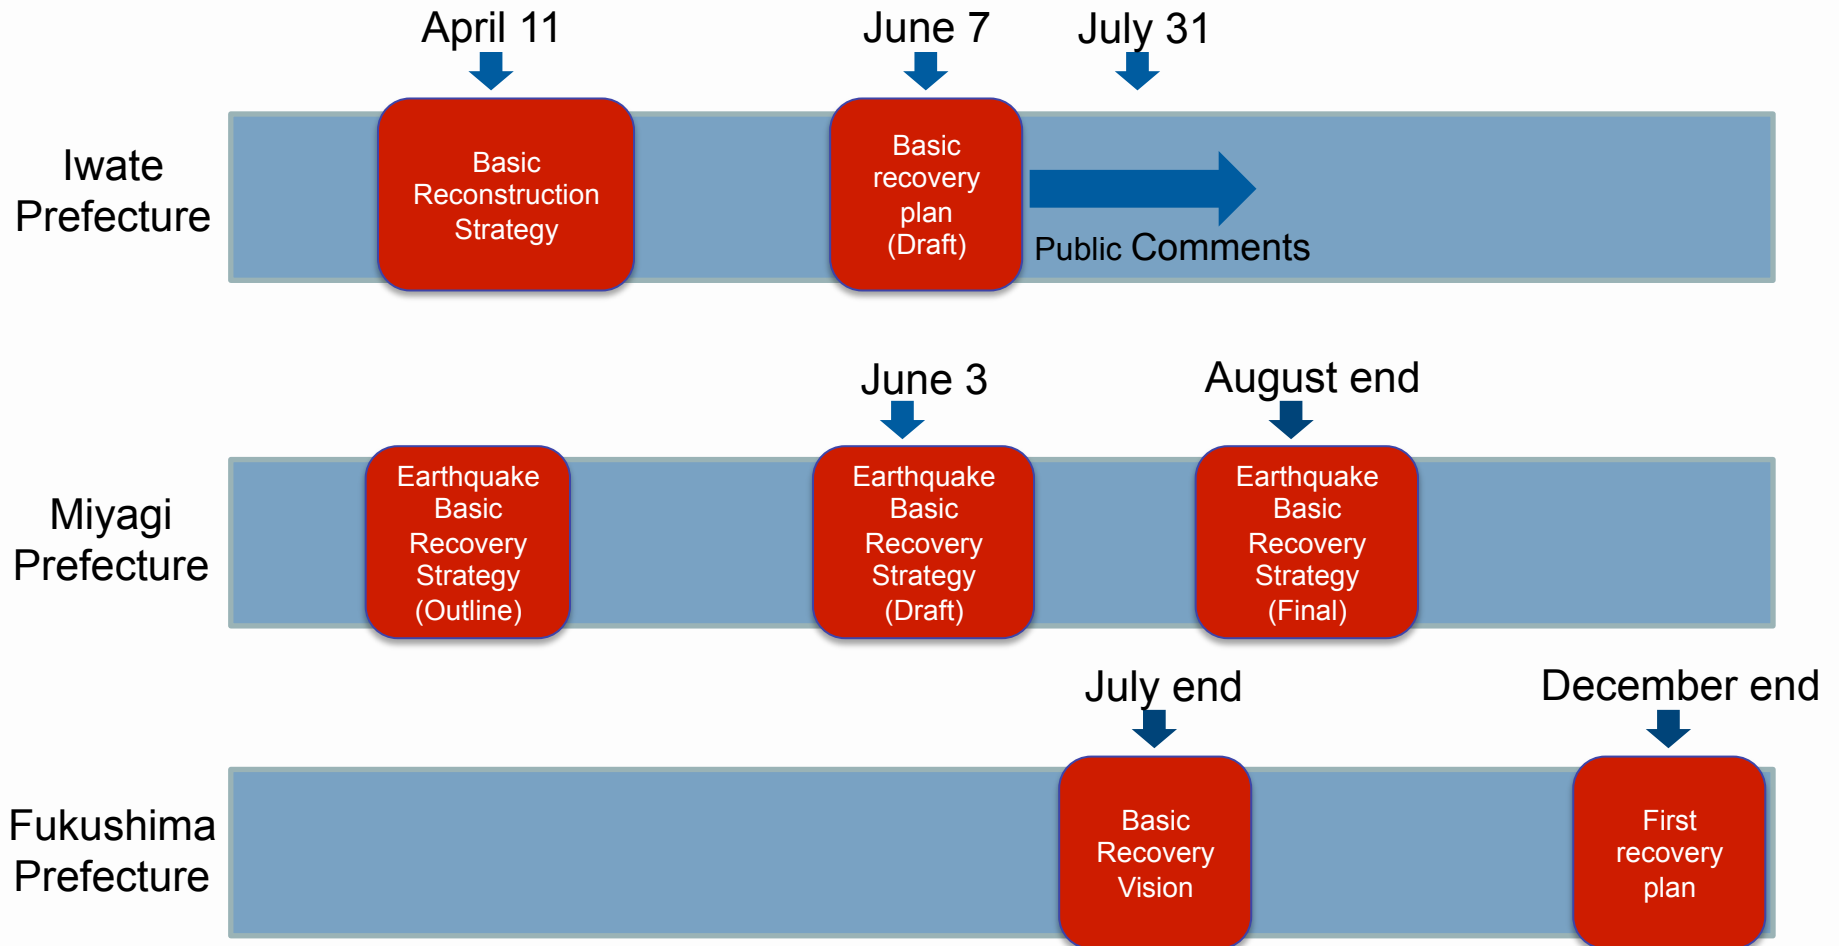 April 11
June 7
July 31
Iwate
Prefecture
Basic
Reconstruction
Strategy
Basic
recovery
plan
(Draft)
Public Comments
June 3
August end
Miyagi
Prefecture
Earthquake
Basic
Recovery
Strategy
(Outline)
Earthquake
Basic
Recovery
Strategy
(Draft)
Earthquake
Basic
Recovery
Strategy
(Final)
July end
December end
Fukushima
Prefecture
Basic
Recovery
Vision
First
recovery
plan